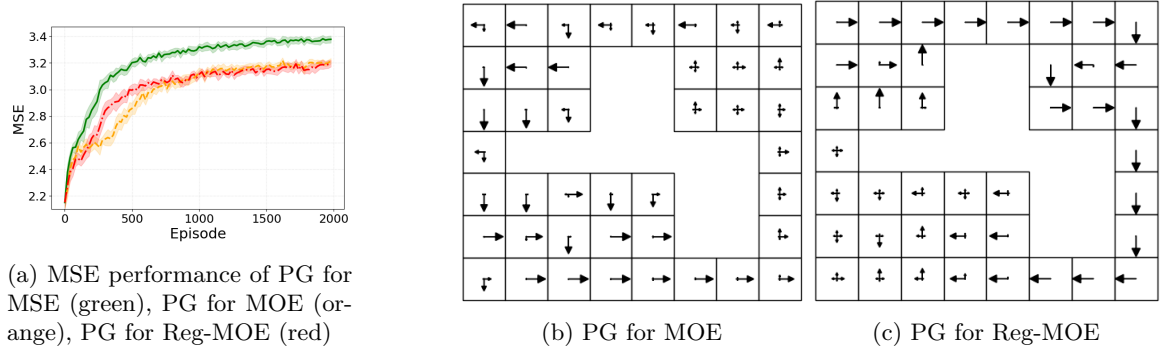 3.4
3.2
3.0
2.8
2.6
2.4
2.2
MSE
0 500 1000 1500 2000
Episode
(a) MSE performance of PG for
MSE (green), PG for MOE (or-
ange), PG for Reg-MOE (red)
(b) PG for MOE
(c) PG for Reg-MOE